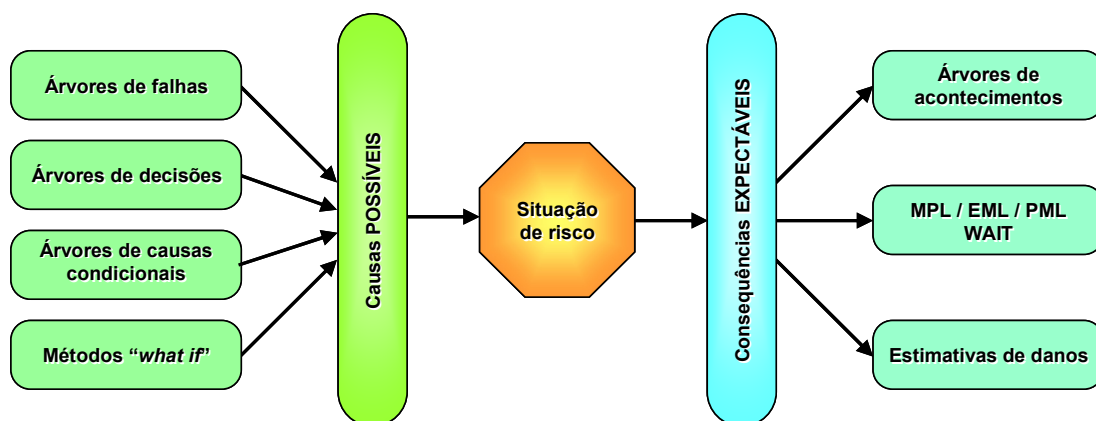 Árvores de falhas
Árvores de decisões
Árvores de causas
condicionais
Métodos “what if”
Causas POSSÍVEIS
Situação
de risco
Consequências EXPECTÁVEIS
Árvores de
acontecimentos
MPL / EML / PML
WAIT
Estimativas de danos